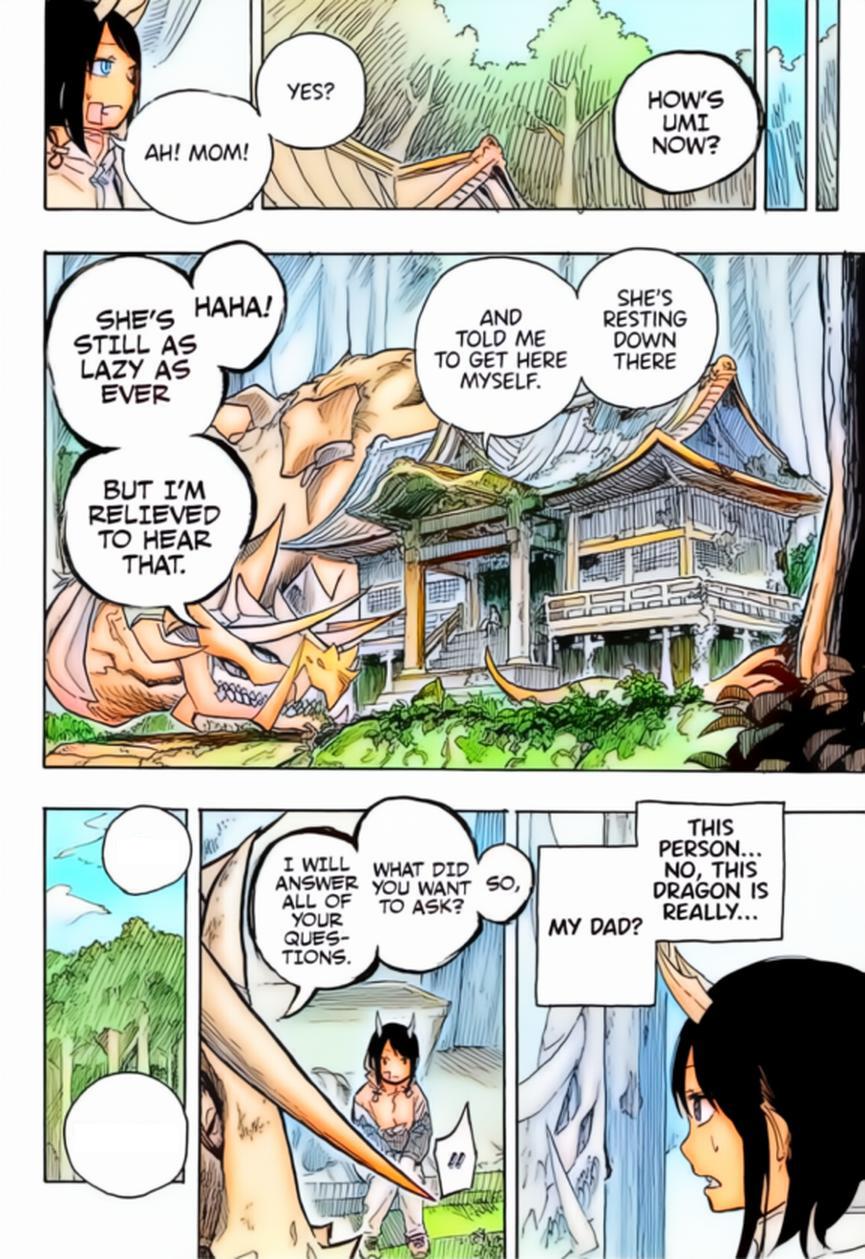 HOW'S
UMI
NOW?
YES?
AH! MOM!
SHE'S
RESTING
DOWN
THERE
AND
TOLD ME
TO GET HERE
MYSELF.
HAHA!
SHE'S
STILL AS
LAZY AS
EVER
BUT I'M
RELIEVED
TO HEAR
THAT.
THIS
PERSON...
NO, THIS
DRAGON IS
REALLY...
MY DAD?
SO,
WHAT DID
YOU WANT
TO ASK?
I WILL
ANSWER
ALL OF
YOUR
QUES-
TIONS.
!!